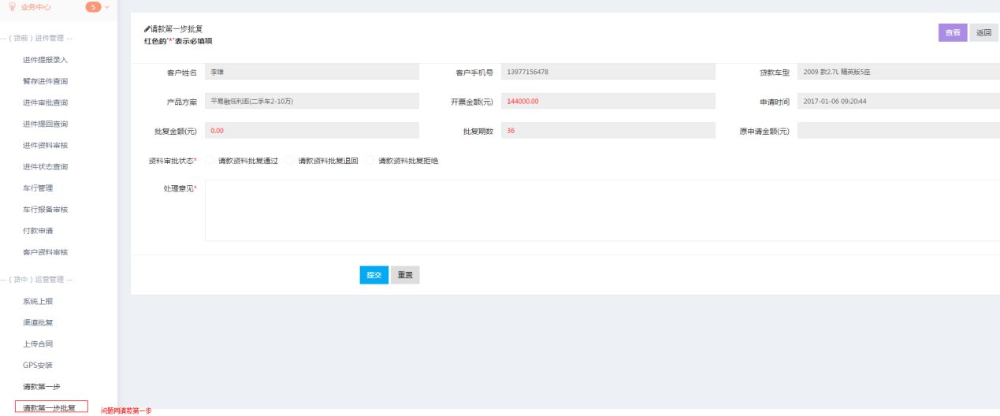 业务中心 5
-- ( 贷前 ) 进件管理 --
进件提报录入
暂存进件查询
进件审批查询
进件提回查询
进件资料审核
进件状态查询
车行管理
车行报备审核
付款申请
客户资料审核
-- ( 贷中 ) 运营管理 --
系统上报
渠道批复
上传合同
GPS安装
请款第一步
请款第一步批复 问题同请款第一步
请款第一步批复
红色的'*'表示必填项
查看 返回
客户姓名 李雄 客户手机号 13977156478 贷款车型 2009 款2.7L 精英版5座
产品方案 平易融低利率(二手车2-10万) 开票金额(元) 144000.00 申请时间 2017-01-06 09:20:44
批复金额(元) 0.00 批复期数 36 原申请金额(元)
资料审批状态* 请款资料批复通过 请款资料批复退回 请款资料批复拒绝
处理意见*
提交 重置